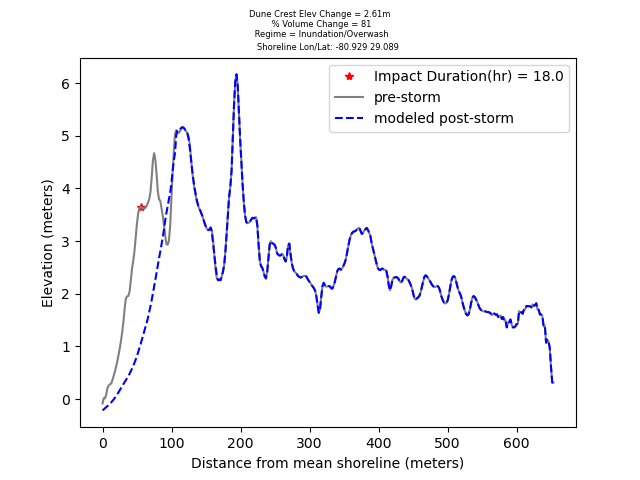 Dune Crest Elev Change = 2.61m
% Volume Change = 81
Regime = Inundation/Overwash
Shoreline Lon/Lat: -80.929 29.089
Impact Duration(hr) = 18.0
pre-storm
modeled post-storm
Elevation (meters)
6
5
4
3
2
1
0
0 100 200 300 400 500 600
Distance from mean shoreline (meters)